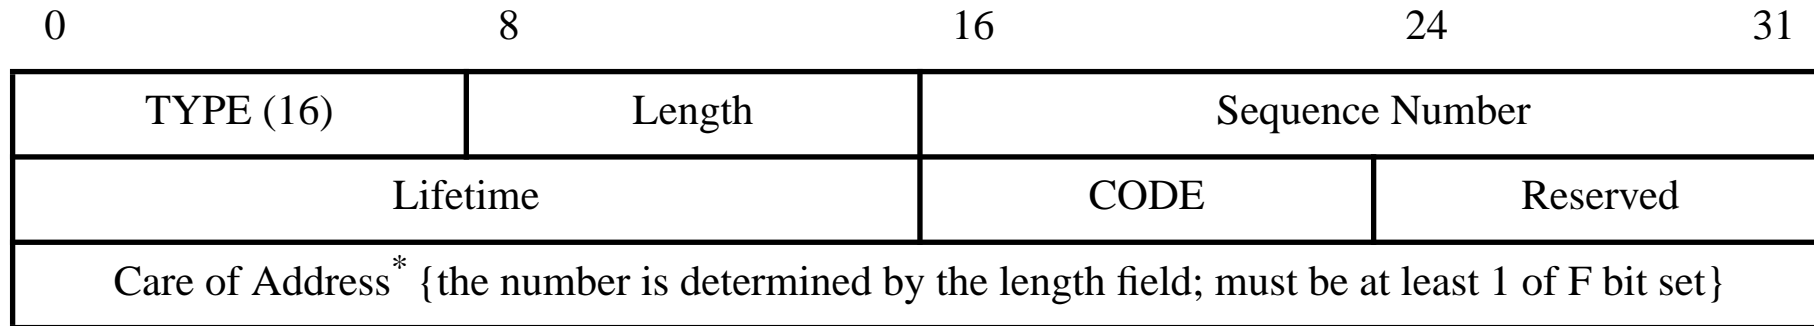 0 8 16 24 31
TYPE (16) Length Sequence Number
Lifetime CODE Reserved
Care of Address* {the number is determined by the length field; must be at least 1 of F bit set}